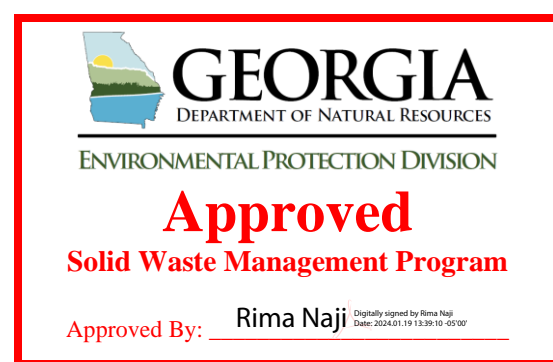 GEORGIA
DEPARTMENT OF NATURAL RESOURCES
ENVIRONMENTAL PROTECTION DIVISION
Approved
Solid Waste Management Program
Approved By: Rima Naji Digitally signed by Rima Naji
Date: 2024.01.19 13:39:10 -05'00'